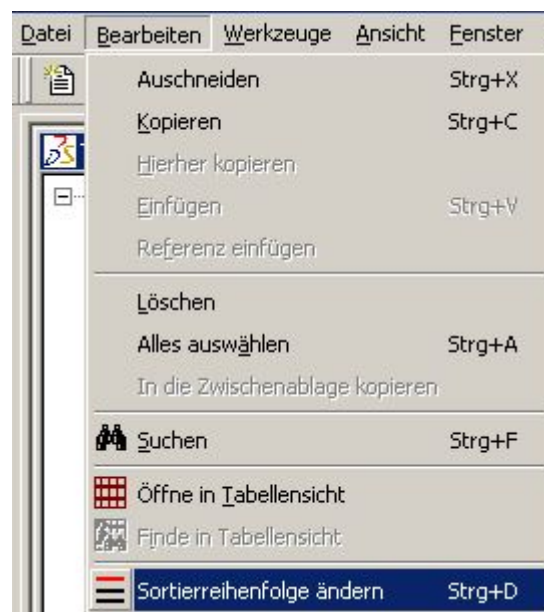 Datei Bearbeiten Werkzeuge Ansicht Fenster
Auschneiden Strg+X
Kopieren Strg+C
Hierher kopieren
Einfügen Strg+V
Referenz einfügen
Löschen
Alles auswählen Strg+A
In die Zwischenablage kopieren
Suchen Strg+F
Öffne in Tabellensicht
Finde in Tabellensicht
Sortierreihenfolge ändern Strg+D